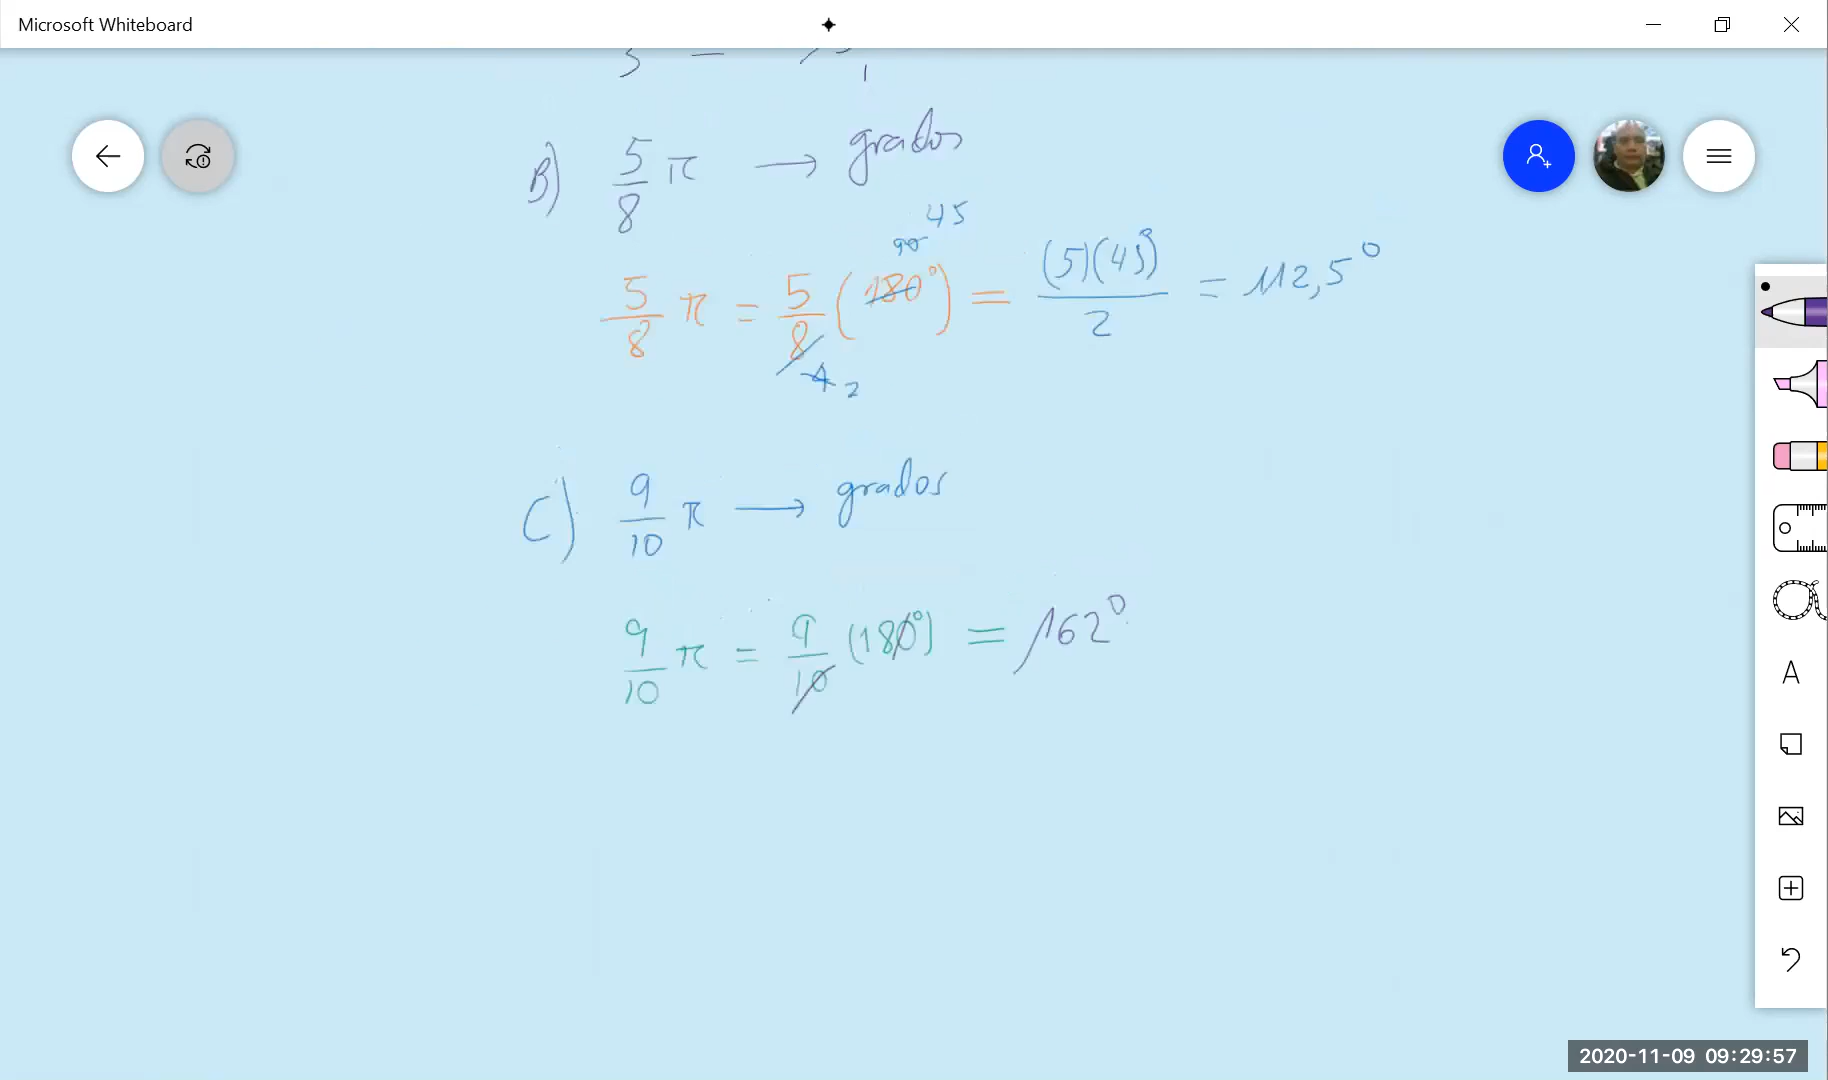 Microsoft Whiteboard
B) 5/8 π → grados
90 45
5/8 π = 5/8 (180°) = (5)(45°)/2 = 112,5°
4 2
C) 9/10 π → grados
9/10 π = 9/10 (180°) = 162°
A
2020-11-09 09:29:57